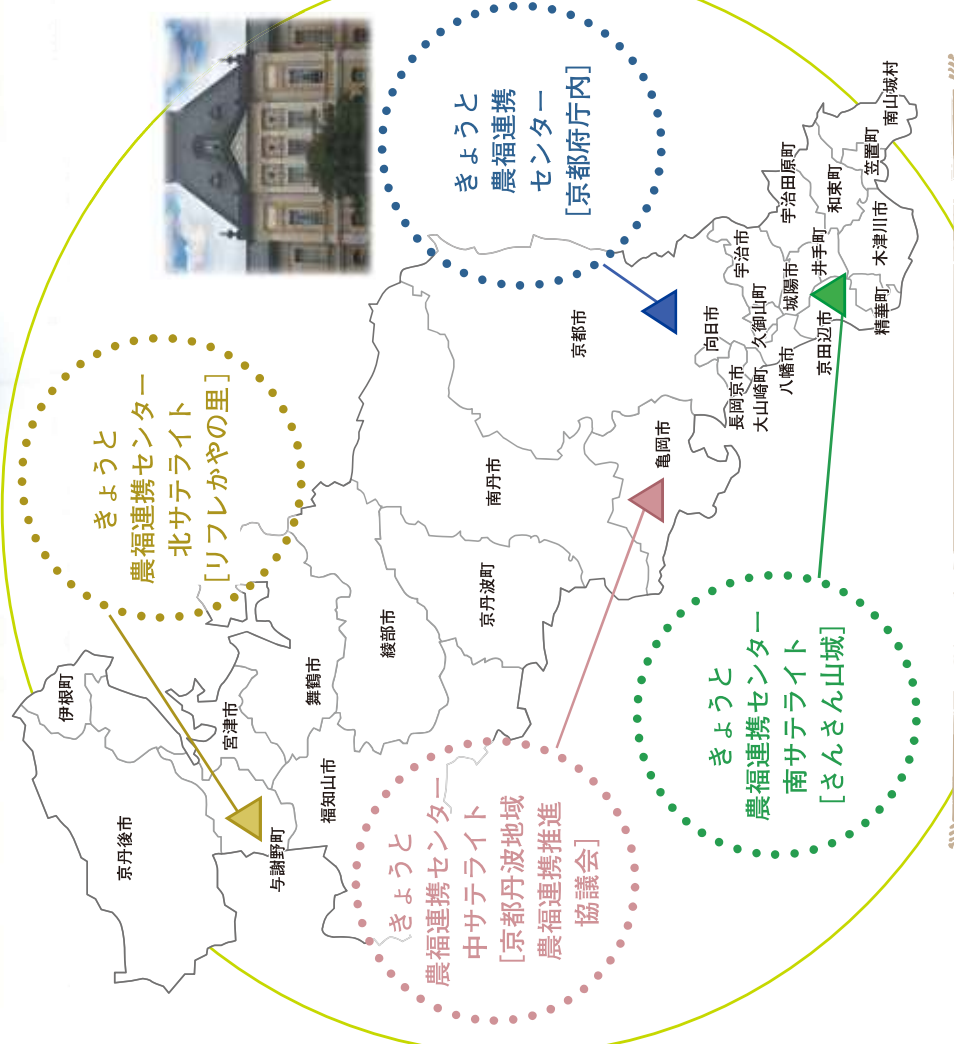 きょうと
農福連携センター
北サテライト
[リフレかやの里]
きょうと
農福連携
センター
[京都府庁内]
きょうと
農福連携センター
中サテライト
[京都丹波地域
農福連携推進
協議会]
きょうと
農福連携センター
南サテライト
[さんさん山城]
伊根町
京丹後市
宮津市
与謝野町
舞鶴市
福知山市
綾部市
京丹波町
南丹市
京都市
亀岡市
向日市
長岡京市
大山崎町
久御山町
宇治市
八幡市
城陽市
宇治田原町
京田辺市
井手町
和束町
精華町
木津川市
笠置町
南山城村